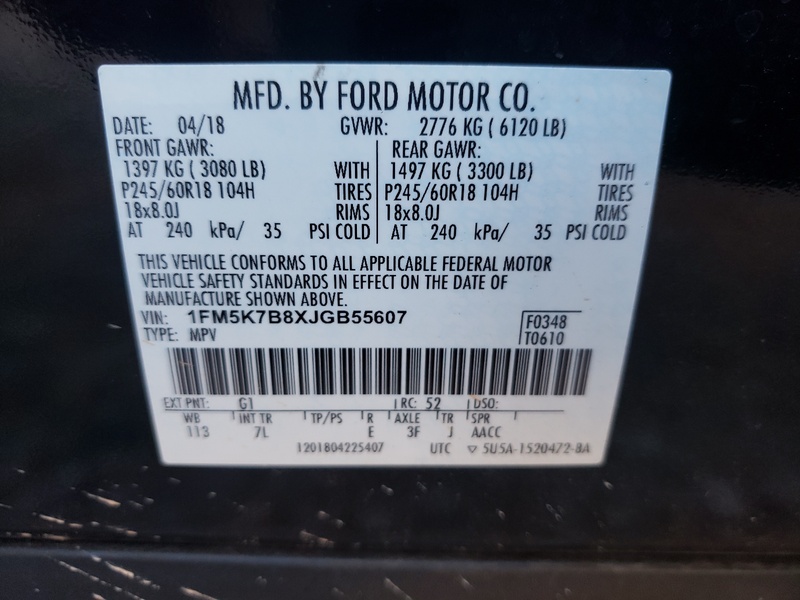 MFD. BY FORD MOTOR CO.
DATE: 04/18 GVWR: 2776 KG ( 6120 LB)
FRONT GAWR: REAR GAWR:
1397 KG ( 3080 LB) WITH 1497 KG ( 3300 LB) WITH
P245/60R18 104H TIRES P245/60R18 104H TIRES
18x8.0J RIMS 18x8.0J RIMS
AT 240 kPa/ 35 PSI COLD AT 240 kPa/ 35 PSI COLD
THIS VEHICLE CONFORMS TO ALL APPLICABLE FEDERAL MOTOR
VEHICLE SAFETY STANDARDS IN EFFECT ON THE DATE OF
MANUFACTURE SHOWN ABOVE.
VIN: 1FM5K7B8XJGB55607 F0348
TYPE: MPV T0610
EXT PNT: G1 RC: 52 DSO:
WB INT TR TP/PS R AXLE TR SPR
113 7L E 3F J AACC
1201804225407 UTC ▽ 5U5A-1520472-BA